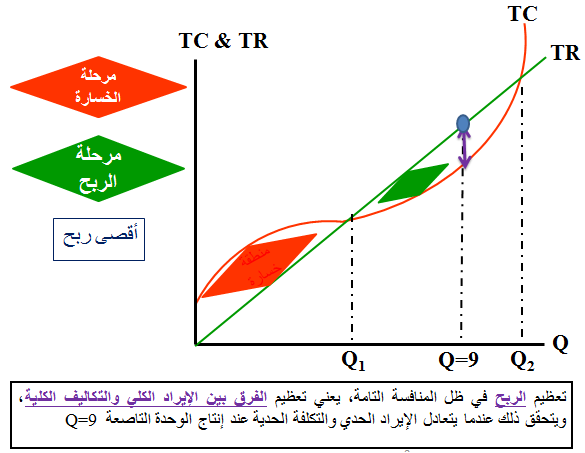 TC
TC & TR
TR
مرحلة
الخسارة
مرحلة
الربح
أقصى ربح
منطقة
خسارة
Q
Q1
Q=9
Q2
تعظيم الربح في ظل المنافسة التامة، يعني تعظيم الفرق بين الإيراد الكلي والتكاليف الكلية،
ويتحقق ذلك عندما يتعادل الإيراد الحدي والتكلفة الحدية عند إنتاج الوحدة التاصعة Q=9